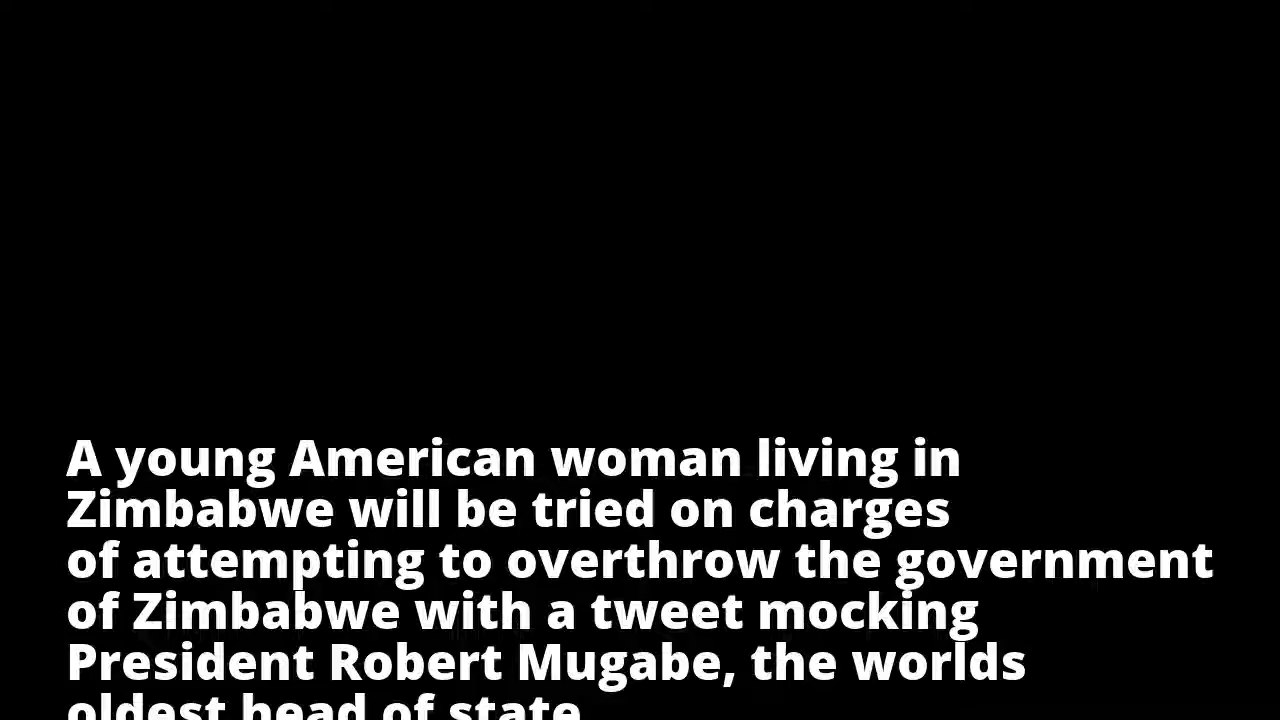 A young American woman living in
Zimbabwe will be tried on charges
of attempting to overthrow the government
of Zimbabwe with a tweet mocking
President Robert Mugabe, the worlds
oldest head of state